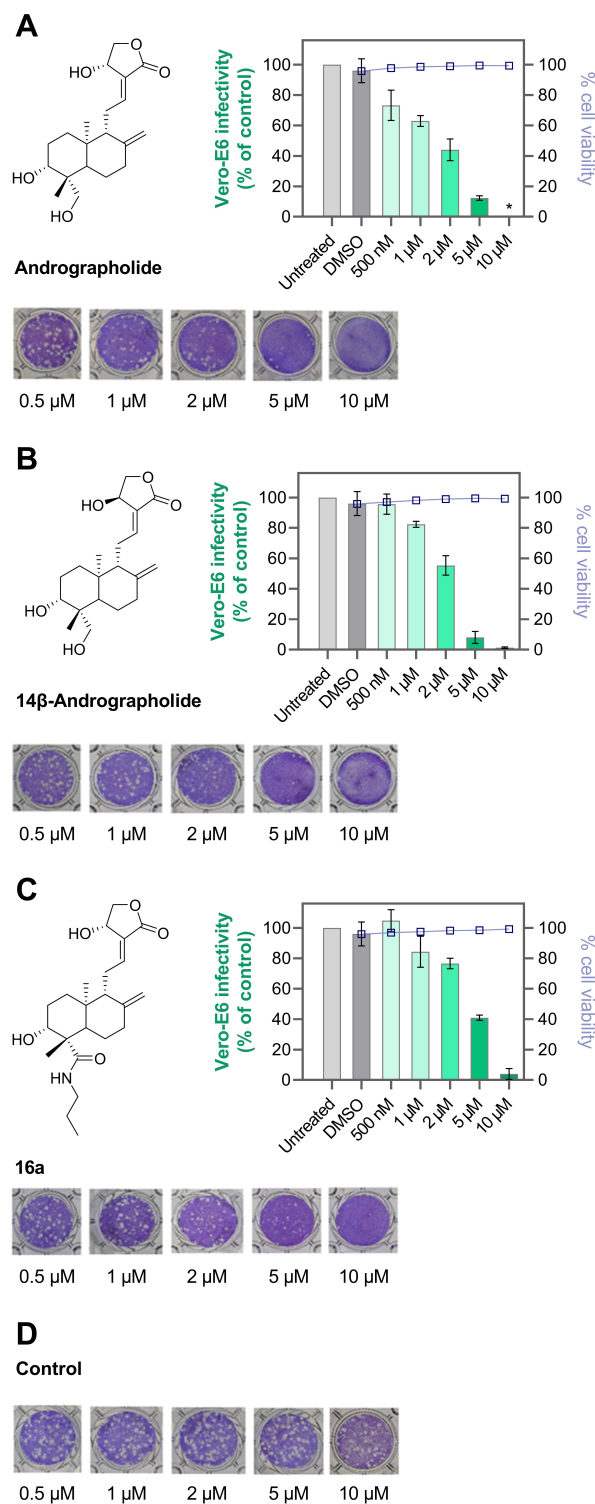 A
HO
O
O
HO
HO
Vero-E6 infectivity
(% of control)
100
80
60
40
20
0
100
80
60
40
20
0
% cell viability
*
Untreated
DMSO
500 nM
1 µM
2 µM
5 µM
10 µM
Andrographolide
0.5 µM 1 µM 2 µM 5 µM 10 µM
B
HO
O
O
HO
HO
Vero-E6 infectivity
(% of control)
100
80
60
40
20
0
100
80
60
40
20
0
% cell viability
Untreated
DMSO
500 nM
1 µM
2 µM
5 µM
10 µM
14β-Andrographolide
0.5 µM 1 µM 2 µM 5 µM 10 µM
C
HO
O
O
HO
O
HN
Vero-E6 infectivity
(% of control)
100
80
60
40
20
0
100
80
60
40
20
0
% cell viability
Untreated
DMSO
500 nM
1 µM
2 µM
5 µM
10 µM
16a
0.5 µM 1 µM 2 µM 5 µM 10 µM
D
Control
0.5 µM 1 µM 2 µM 5 µM 10 µM